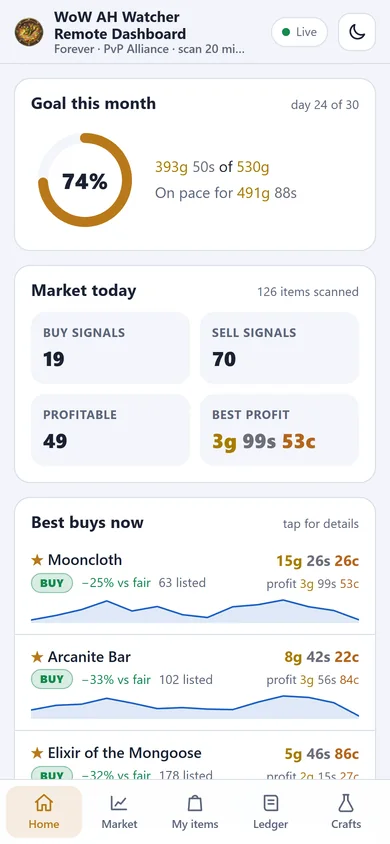 WoW AH Watcher
Remote Dashboard
Forever · PvP Alliance · scan 20 mi...
Live
Goal this month
day 24 of 30
74%
393g 50s of 530g
On pace for 491g 88s
Market today
126 items scanned
BUY SIGNALS
19
SELL SIGNALS
70
PROFITABLE
49
BEST PROFIT
3g 99s 53c
Best buys now
tap for details
★ Mooncloth
15g 26s 26c
BUY
−25% vs fair 63 listed
profit 3g 99s 53c
★ Arcanite Bar
8g 42s 22c
BUY
−33% vs fair 102 listed
profit 3g 56s 84c
★ Elixir of the Mongoose
5g 46s 86c
BUY
−32% vs fair 178 listed
profit 2g 15s 27c
Home
Market
My items
Ledger
Crafts